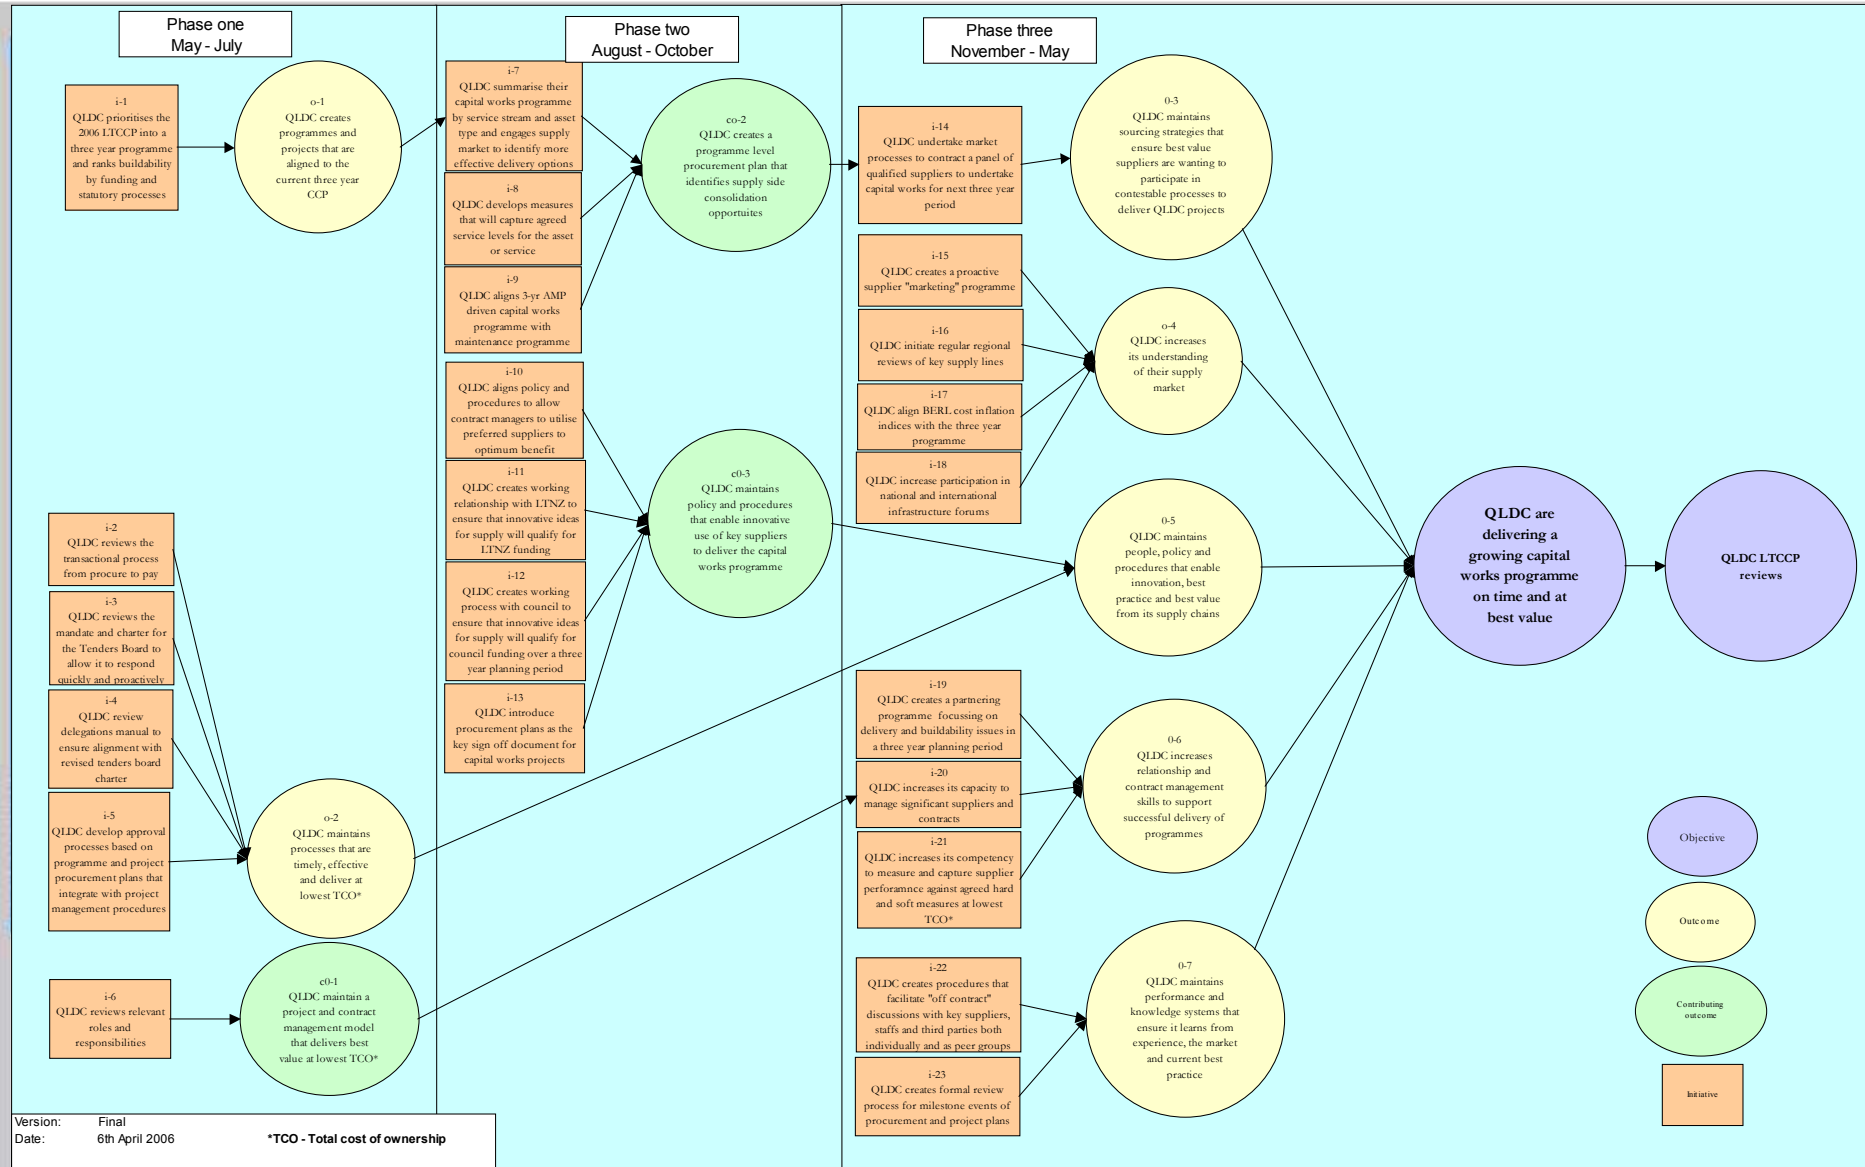 Phase one
May - July
Phase two
August - October
Phase three
November - May
i-1
QLDC prioritises the
2006 LTCCP into a
three year programme
and ranks buildability
by funding and
statutory processes
o-1
QLDC creates
programmes and
projects that are
aligned to the
current three year
CCP
i-2
QLDC reviews the
transactional process
from procure to pay
i-3
QLDC reviews the
mandate and charter for
the Tenders Board to
allow it to respond
quickly and proactively
i-4
QLDC review
delegations manual to
ensure alignment with
revised tenders board
charter
i-5
QLDC develop approval
processes based on
programme and project
procurement plans that
integrate with project
management procedures
o-2
QLDC maintains
processes that are
timely, effective
and deliver at
lowest TCO*
i-6
QLDC reviews relevant
roles and
responsibilities
c0-1
QLDC maintain a
project and contract
management model
that delivers best
value at lowest TCO*
i-7
QLDC summarise their
capital works programme
by service stream and asset
type and engages supply
market to identify more
effective delivery options
i-8
QLDC develops measures
that will capture agreed
service levels for the asset
or service
i-9
QLDC aligns 3-yr AMP
driven capital works
programme with
maintenance programme
co-2
QLDC creates a
programme level
procurement plan that
identifies supply side
consolidation
opportuites
i-10
QLDC aligns policy and
procedures to allow
contract managers to utilise
preferred suppliers to
optimum benefit
i-11
QLDC creates working
relationship with LTNZ to
ensure that innovative ideas
for supply will qualify for
LTNZ funding
i-12
QLDC creates working
process with council to
ensure that innovative ideas
for supply will qualify for
council funding over a three
year planning period
i-13
QLDC introduce
procurement plans as the
key sign off document for
capital works projects
c0-3
QLDC maintains
policy and procedures
that enable innovative
use of key suppliers
to deliver the capital
works programme
i-14
QLDC undertake market
processes to contract a panel of
qualified suppliers to undertake
capital works for next three year
period
0-3
QLDC maintains
sourcing strategies that
ensure best value
suppliers are wanting to
participate in
contestable processes to
deliver QLDC projects
i-15
QLDC creates a proactive
supplier "marketing" programme
i-16
QLDC initiate regular regional
reviews of key supply lines
i-17
QLDC align BERL cost inflation
indices with the three year
programme
i-18
QLDC increase participation in
national and international
infrastructure forums
o-4
QLDC increases
its understanding
of their supply
market
0-5
QLDC maintains
people, policy and
procedures that enable
innovation, best
practice and best value
from its supply chains
i-19
QLDC creates a partnering
programme focussing on
delivery and buildability issues in
a three year planning period
i-20
QLDC increases its capacity to
manage significant suppliers and
contracts
i-21
QLDC increases its competency
to measure and capture supplier
perforamnce against agreed hard
and soft measures at lowest
TCO*
0-6
QLDC increases
relationship and
contract management
skills to support
successful delivery of
programmes
i-22
QLDC creates procedures that
facilitate "off contract"
discussions with key suppliers,
staffs and third parties both
individually and as peer groups
i-23
QLDC creates formal review
process for milestone events of
procurement and project plans
0-7
QLDC maintains
performance and
knowledge systems that
ensure it learns from
experience, the market
and current best
practice
QLDC are
delivering a
growing capital
works programme
on time and at
best value
QLDC LTCCP
reviews
Objective
Outcome
Contributing
outcome
Initiative
Version: Final
Date: 6th April 2006 *TCO - Total cost of ownership